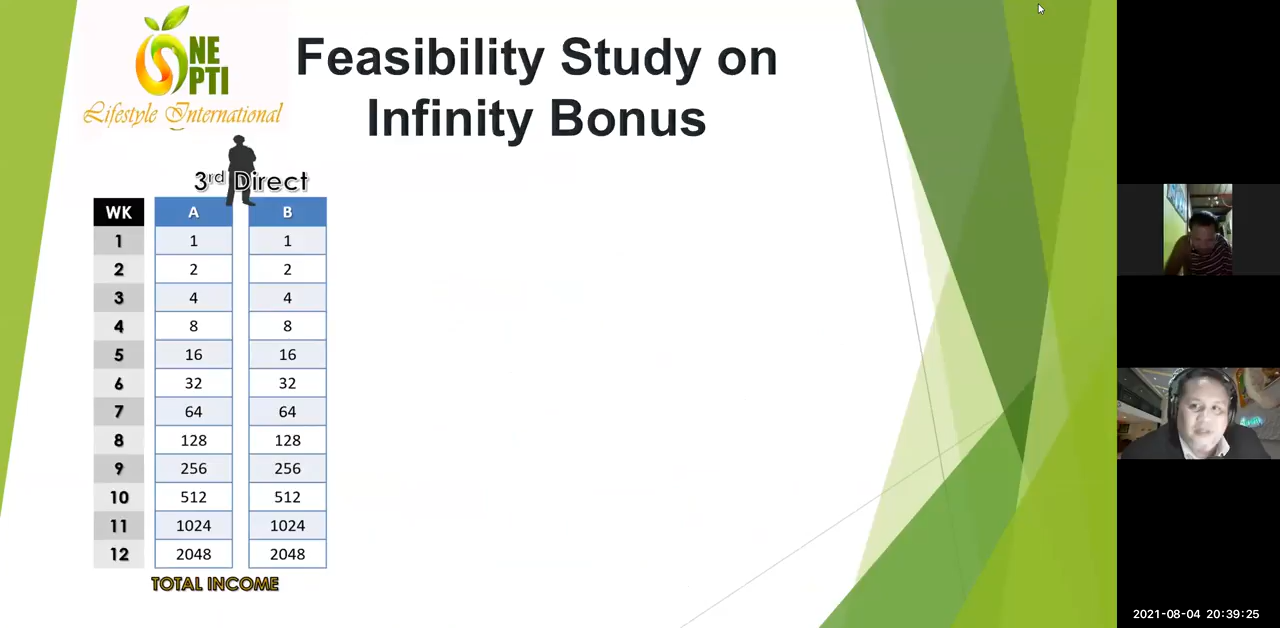 NE
PTI
Lifestyle International
Feasibility Study on
Infinity Bonus
3rd Direct
WK A B
1 1 1
2 2 2
3 4 4
4 8 8
5 16 16
6 32 32
7 64 64
8 128 128
9 256 256
10 512 512
11 1024 1024
12 2048 2048
TOTAL INCOME
2021-08-04 20:39:25